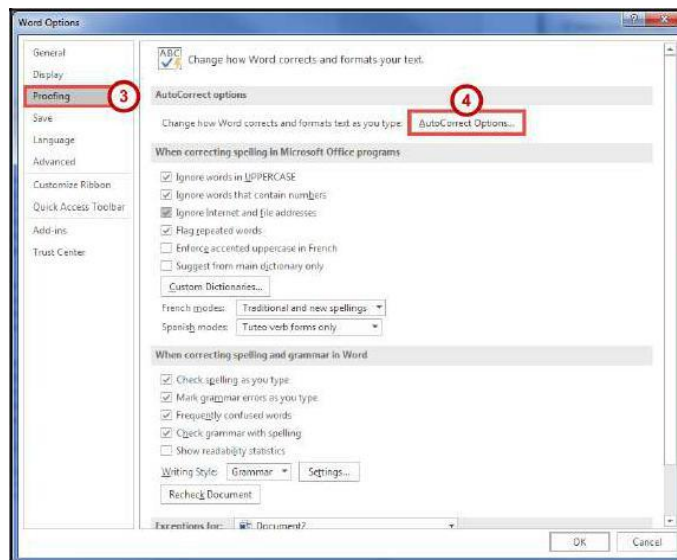 Word Options
General
Display
Proofing
3
Save
Language
Advanced
Customize Ribbon
Quick Access Toolbar
Add-ins
Trust Center
ABC
Change how Word corrects and formats your text.
AutoCorrect options
4
Change how Word corrects and formats text as you type: AutoCorrect Options...
When correcting spelling in Microsoft Office programs
Ignore words in UPPERCASE
Ignore words that contain numbers
Ignore Internet and file addresses
Flag repeated words
Enforce accented uppercase in French
Suggest from main dictionary only
Custom Dictionaries...
French modes: Traditional and new spellings
Spanish modes: Tuteo verb forms only
When correcting spelling and grammar in Word
Check spelling as you type
Mark grammar errors as you type
Frequently confused words
Check grammar with spelling
Show readability statistics
Writing Style: Grammar Settings...
Recheck Document
Exceptions for: Document2
OK Cancel